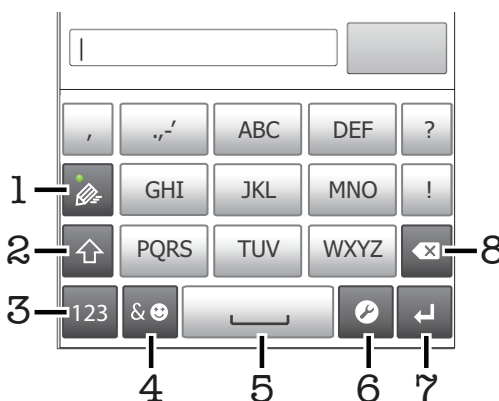 , .,-′ ABC DEF ?
1 GHI JKL MNO !
2 PQRS TUV WXYZ 8
3 123 &
4 5 6 7